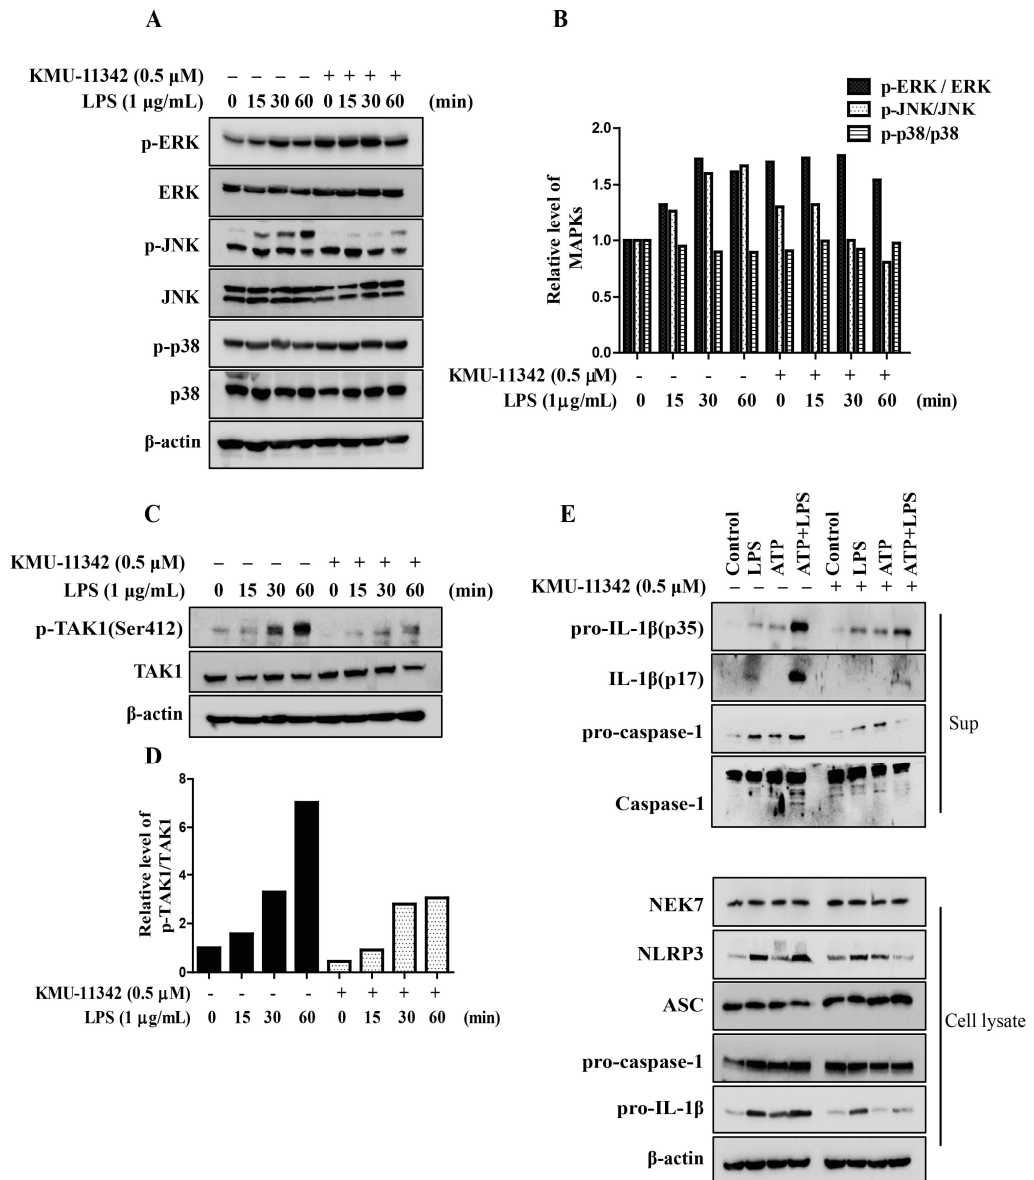 A
KMU-11342 (0.5 μM) – – – – + + + +
LPS (1 μg/mL) 0 15 30 60 0 15 30 60 (min)
p-ERK
ERK
p-JNK
JNK
p-p38
p38
β-actin
B
p-ERK / ERK
p-JNK/JNK
p-p38/p38
Relative level of
MAPKs
2.0
1.5
1.0
0.5
0.0
KMU-11342 (0.5 μM) - - - - + + + +
LPS (1μg/mL) 0 15 30 60 0 15 30 60 (min)
C
KMU-11342 (0.5 μM) – – – – + + + +
LPS (1 μg/mL) 0 15 30 60 0 15 30 60 (min)
p-TAK1(Ser412)
TAK1
β-actin
D
Relative level of
p-TAK1/TAK1
8
6
4
2
0
KMU-11342 (0.5 μM) - - - - + + + +
LPS (1 μg/mL) 0 15 30 60 0 15 30 60 (min)
E
Control LPS ATP ATP+LPS Control LPS ATP ATP+LPS
KMU-11342 (0.5 μM) – – – – + + + +
pro-IL-1β(p35)
IL-1β(p17)
pro-caspase-1
Caspase-1
Sup
NEK7
NLRP3
ASC
pro-caspase-1
pro-IL-1β
β-actin
Cell lysate